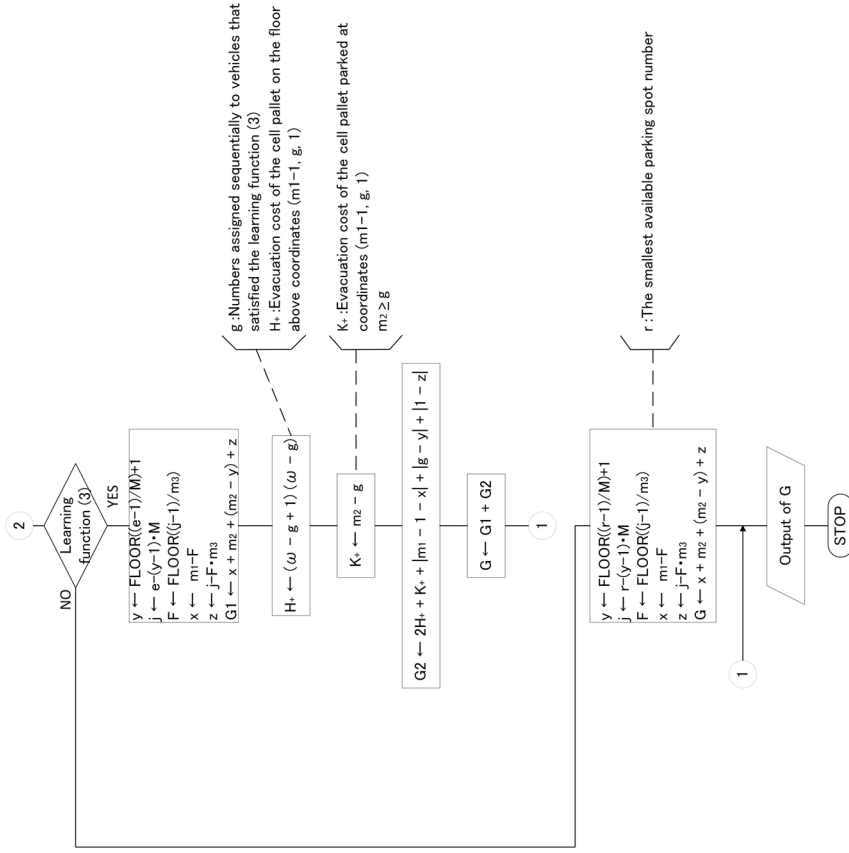 2
Learning
function (3)
NO
YES
y ← FLOOR((e-1)/M)+1
j ← e-(y-1)・M
F ← FLOOR((j-1)/m3)
x ← m1-F
z ← j-F・m3
G1 ← x + m2 + (m2 - y) + z
H+ ← (ω - g + 1) (ω - g)
g :Numbers assigned sequentially to vehicles that
satisfied the learning function (3)
H+ :Evacuation cost of the cell pallet on the floor
above coordinates (m1-1, g, 1)
K+ ← m2 - g
K+ :Evacuation cost of the cell pallet parked at
coordinates (m1-1, g, 1)
m2 ≥ g
G2 ← 2H+ + K+ + |m1 - 1 - x| + |g - y| + |1 - z|
G ← G1 + G2
1
y ← FLOOR((r-1)/M)+1
j ← r-(y-1)・M
F ← FLOOR((j-1)/m3)
x ← m1-F
z ← j-F・m3
G ← x + m2 + (m2 - y) + z
r :The smallest available parking spot number
1
Output of G
STOP